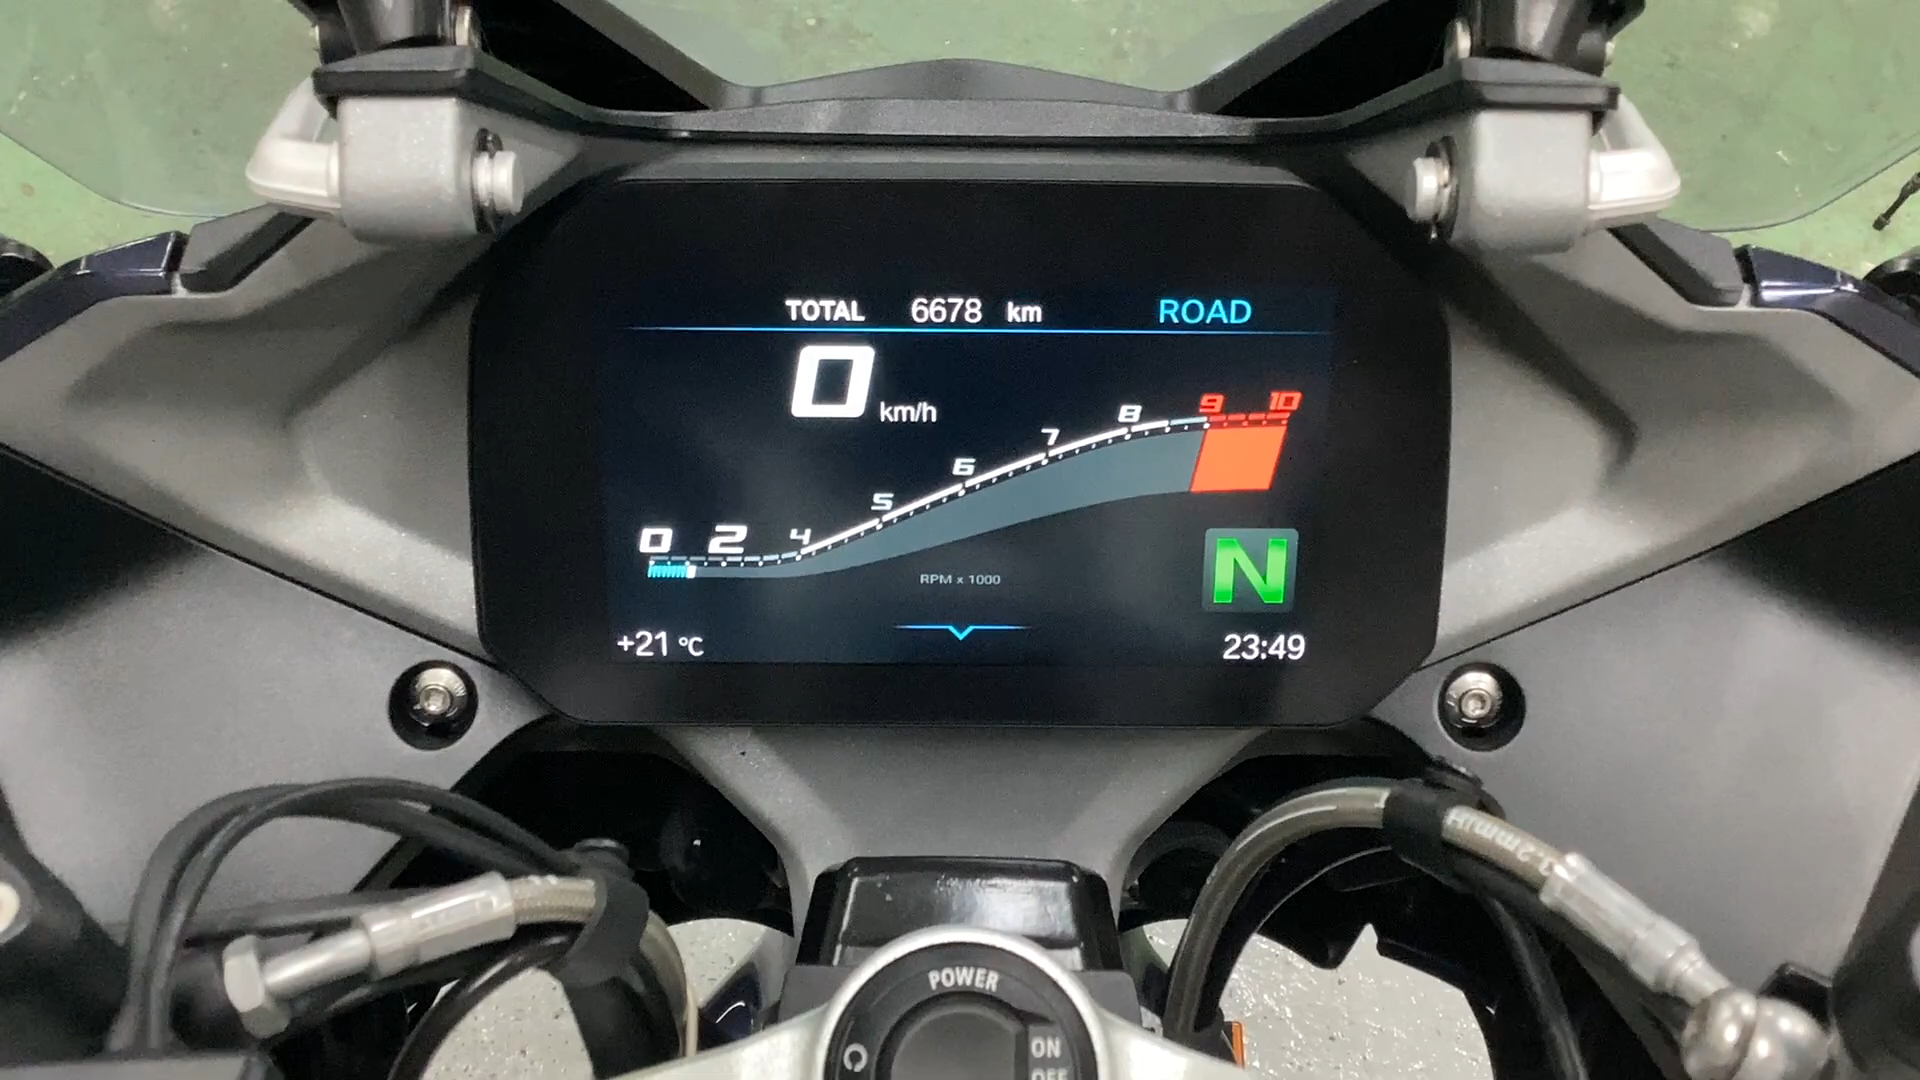 TOTAL 6678 km ROAD
0 km/h
0 2 4 5 6 7 8 9 10
RPM x 1000
N
+21 °C 23:49
POWER
ON
OFF